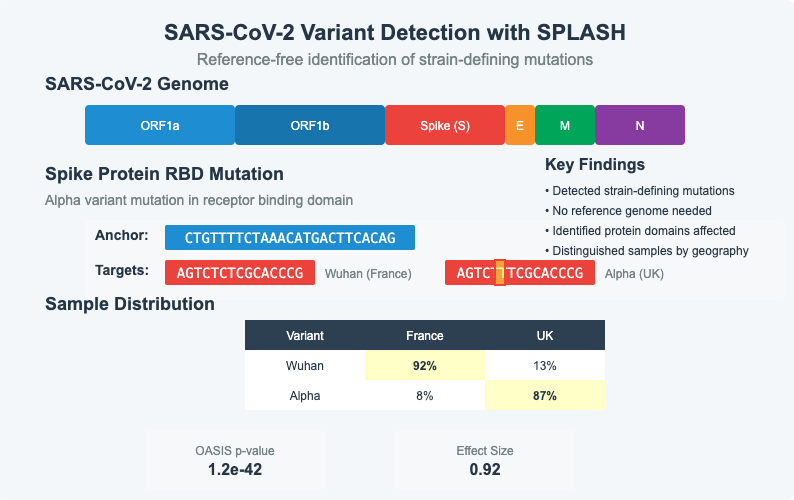 SARS-CoV-2 Variant Detection with SPLASH
Reference-free identification of strain-defining mutations
SARS-CoV-2 Genome
ORF1a ORF1b Spike (S) E M N
Spike Protein RBD Mutation
Alpha variant mutation in receptor binding domain
Key Findings
• Detected strain-defining mutations
• No reference genome needed
• Identified protein domains affected
• Distinguished samples by geography
Anchor: CTGTTTTCTAAACATGACTTCACAG
Targets: AGTCTCTCGCACCCG Wuhan (France) AGTCTTTCGCACCCG Alpha (UK)
Sample Distribution
Variant France UK
Wuhan 92% 13%
Alpha 8% 87%
OASIS p-value Effect Size
1.2e-42 0.92